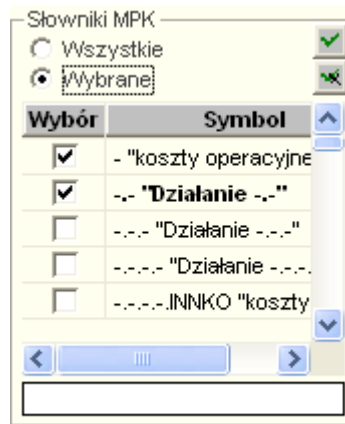 Słowniki MPK
Wszystkie
Wybrane
Wybór Symbol
- "koszty operacyjne
-.- "Działanie -.-"
-.-.- "Działanie -.-.-"
-.-.-.- "Działanie -.-.-.
-.-.-.-.INNKO "koszty